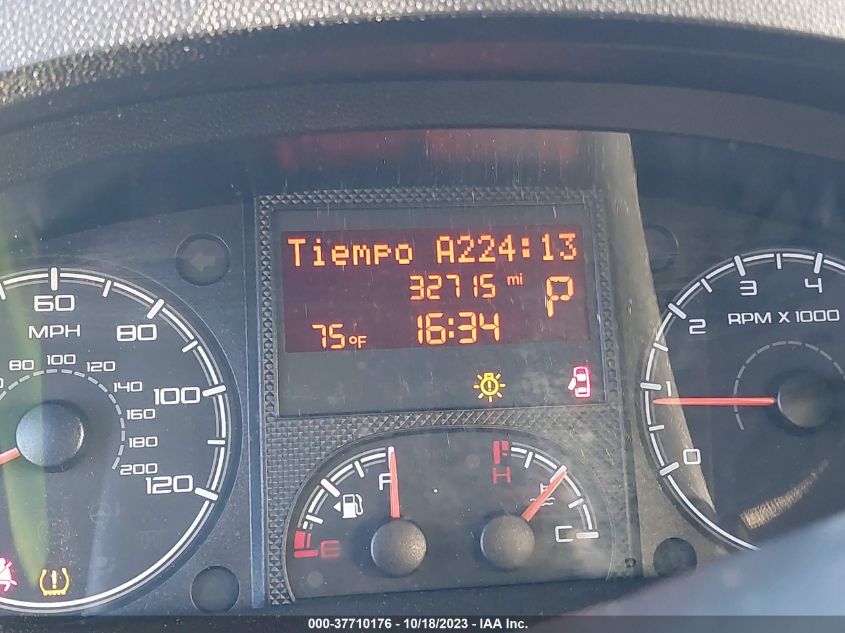 Tiempo A224:13
32715 mi
P
75°F 16:34
60
MPH
80
80 100 120
100
140
160
180
200
120
3 4
2
RPM X 1000
1
0
F
E
H
C
000-37710176 - 10/18/2023 - IAA Inc.